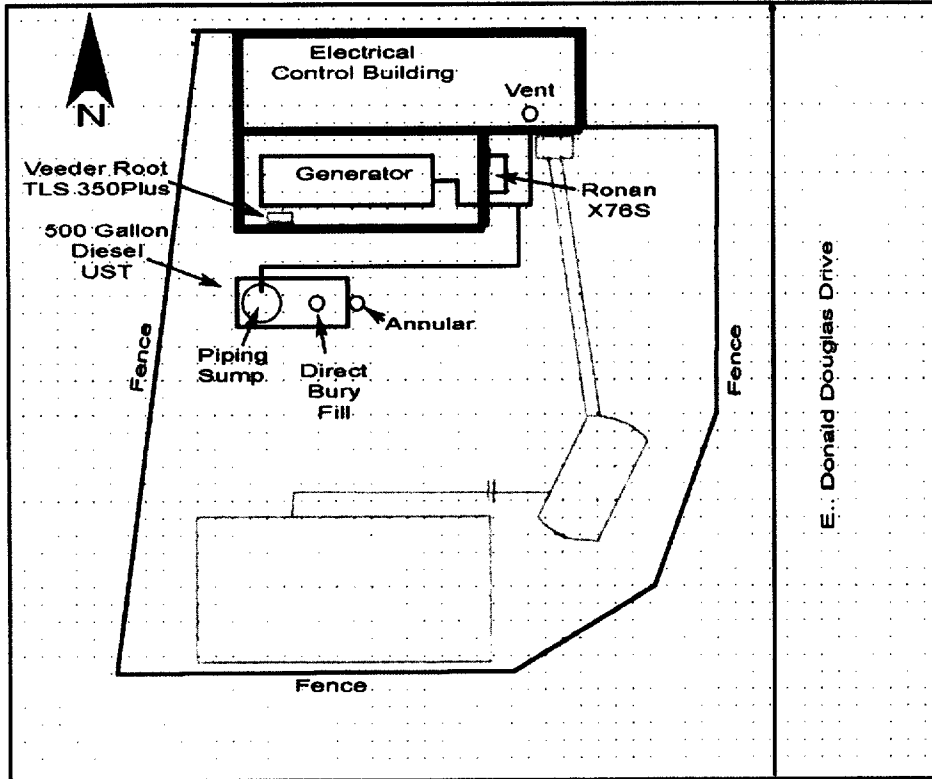 Electrical
Control Building
Vent
N
Veeder Root
TLS.350Plus
Generator
Ronan
X76S
500 Gallon
Diesel
UST
Annular
Piping
Sump
Direct
Bury
Fill
Fence
Fence
Fence
E.. Donald Douglas Drive